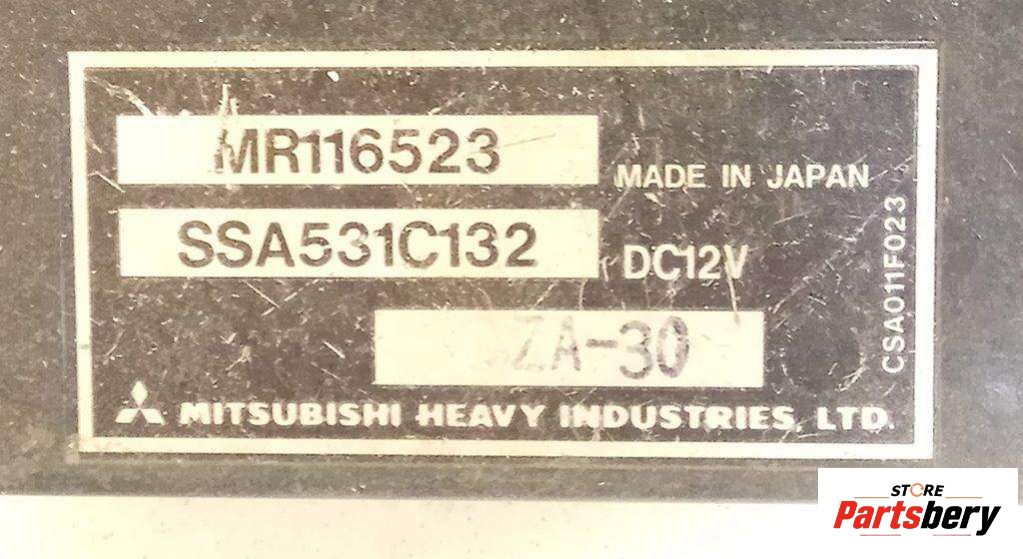 MR116523
MADE IN JAPAN
SSA531C132
DC12V
ZA-30
CSA011F023
MITSUBISHI HEAVY INDUSTRIES, LTD.
STORE
Partsbery